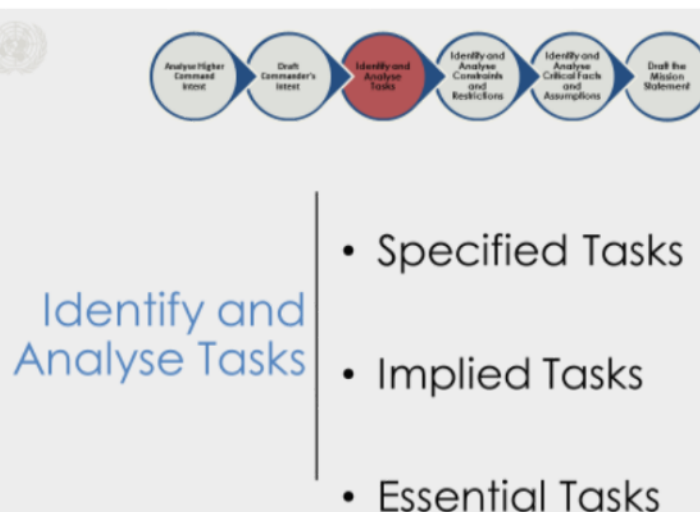 Analyse Higher
Command
Intent
Draft
Commander's
Intent
Identify and
Analyse
Tasks
Identify and
Analyse
Constraints
and
Restrictions
Identify and
Analyse
Critical Facts
and
Assumptions
Draft the
Mission
Statement
Identify and
Analyse Tasks
• Specified Tasks
• Implied Tasks
• Essential Tasks